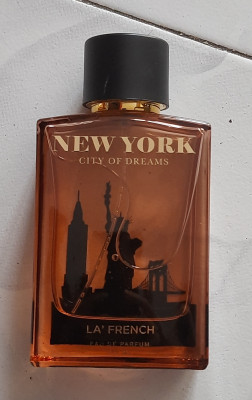 NEW YORK
CITY OF DREAMS
LA' FRENCH
EAU DE PARFUM